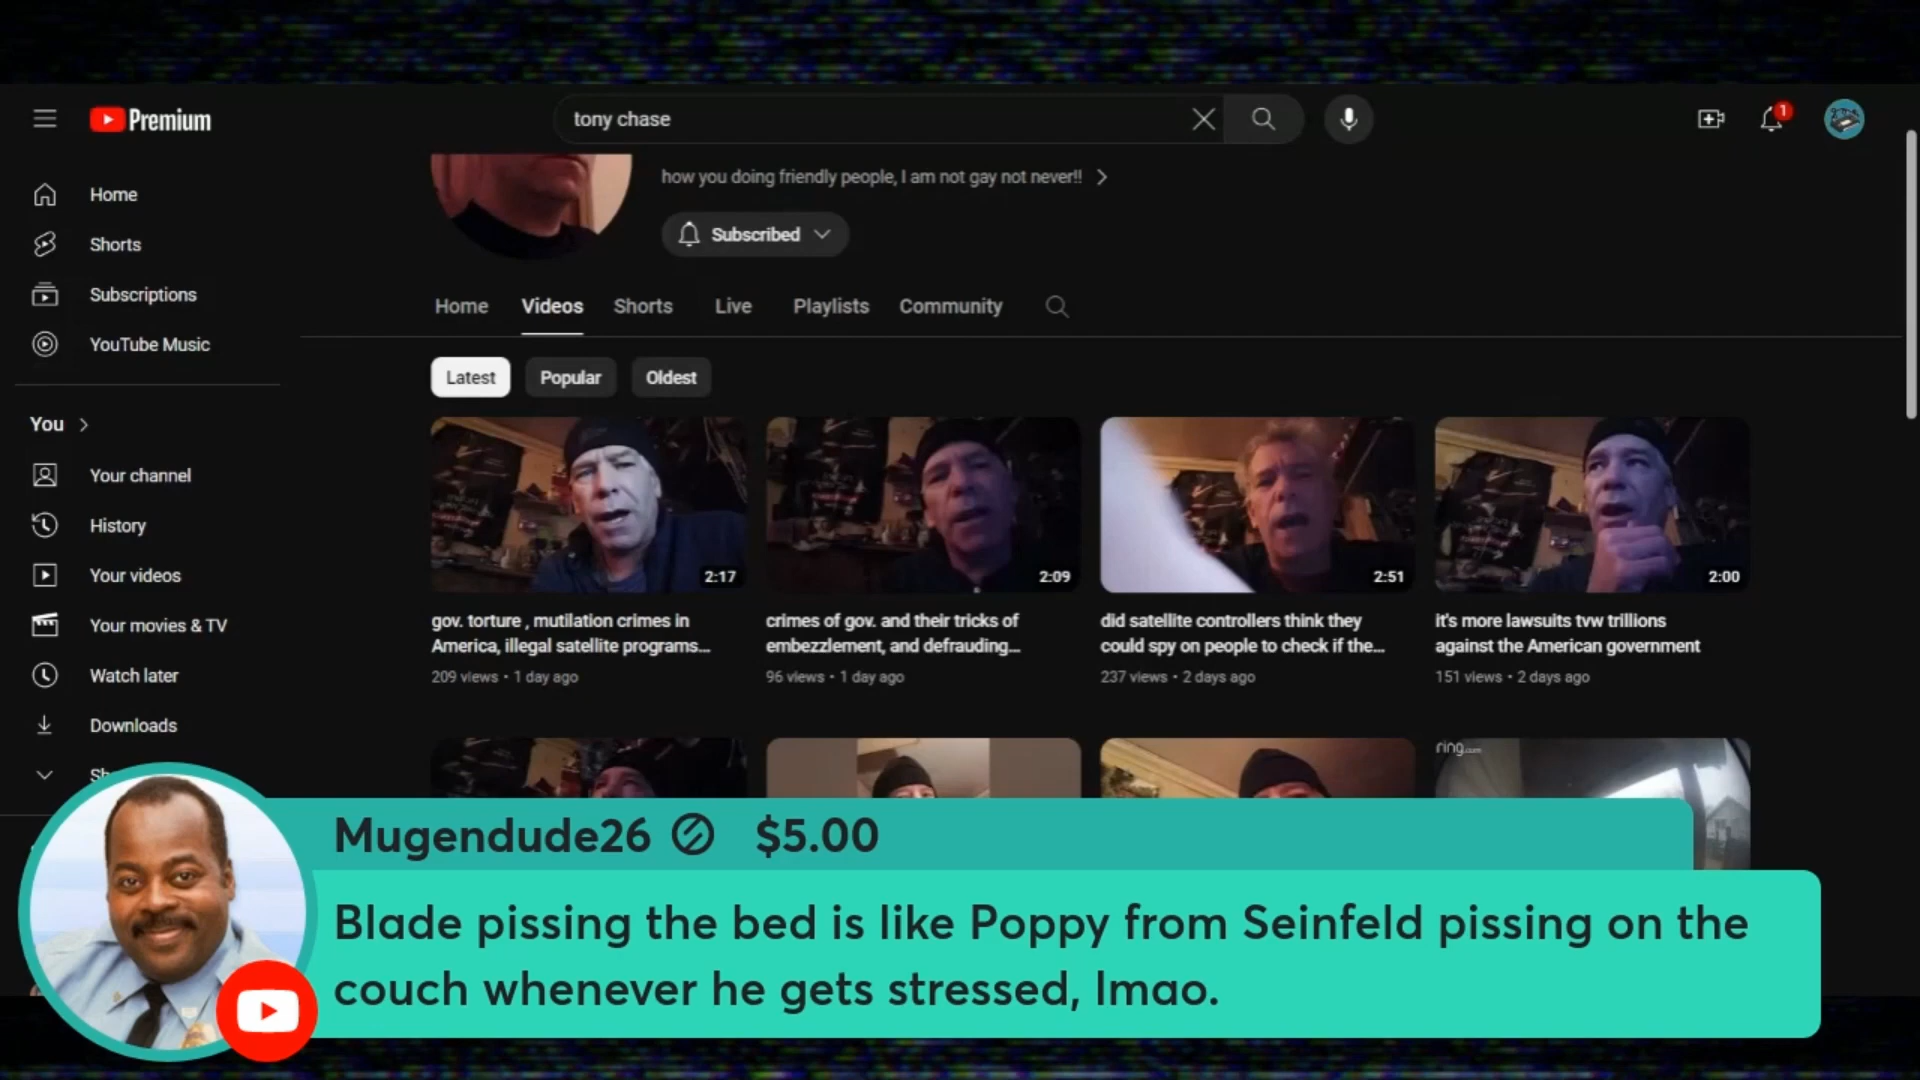 Premium
tony chase
1
how you doing friendly people, I am not gay not never!!
Subscribed
Home
Shorts
Subscriptions
YouTube Music
You
Your channel
History
Your videos
Your movies & TV
Watch later
Downloads
Home Videos Shorts Live Playlists Community
Latest Popular Oldest
2:17
gov. torture , mutilation crimes in
America, illegal satellite programs...
209 views • 1 day ago
2:09
crimes of gov. and their tricks of
embezzlement, and defrauding...
96 views • 1 day ago
2:51
did satellite controllers think they
could spy on people to check if the...
237 views • 2 days ago
2:00
it's more lawsuits tvw trillions
against the American government
151 views • 2 days ago
ring.com
Mugendude26 $5.00
Blade pissing the bed is like Poppy from Seinfeld pissing on the
couch whenever he gets stressed, lmao.